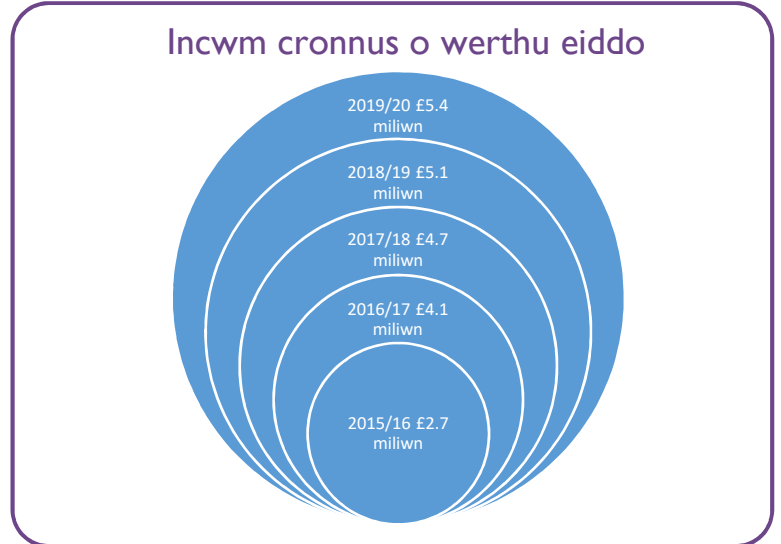 Incwm cronnus o werthu eiddo
2019/20 £5.4
miliwn
2018/19 £5.1
miliwn
2017/18 £4.7
miliwn
2016/17 £4.1
miliwn
2015/16 £2.7
miliwn